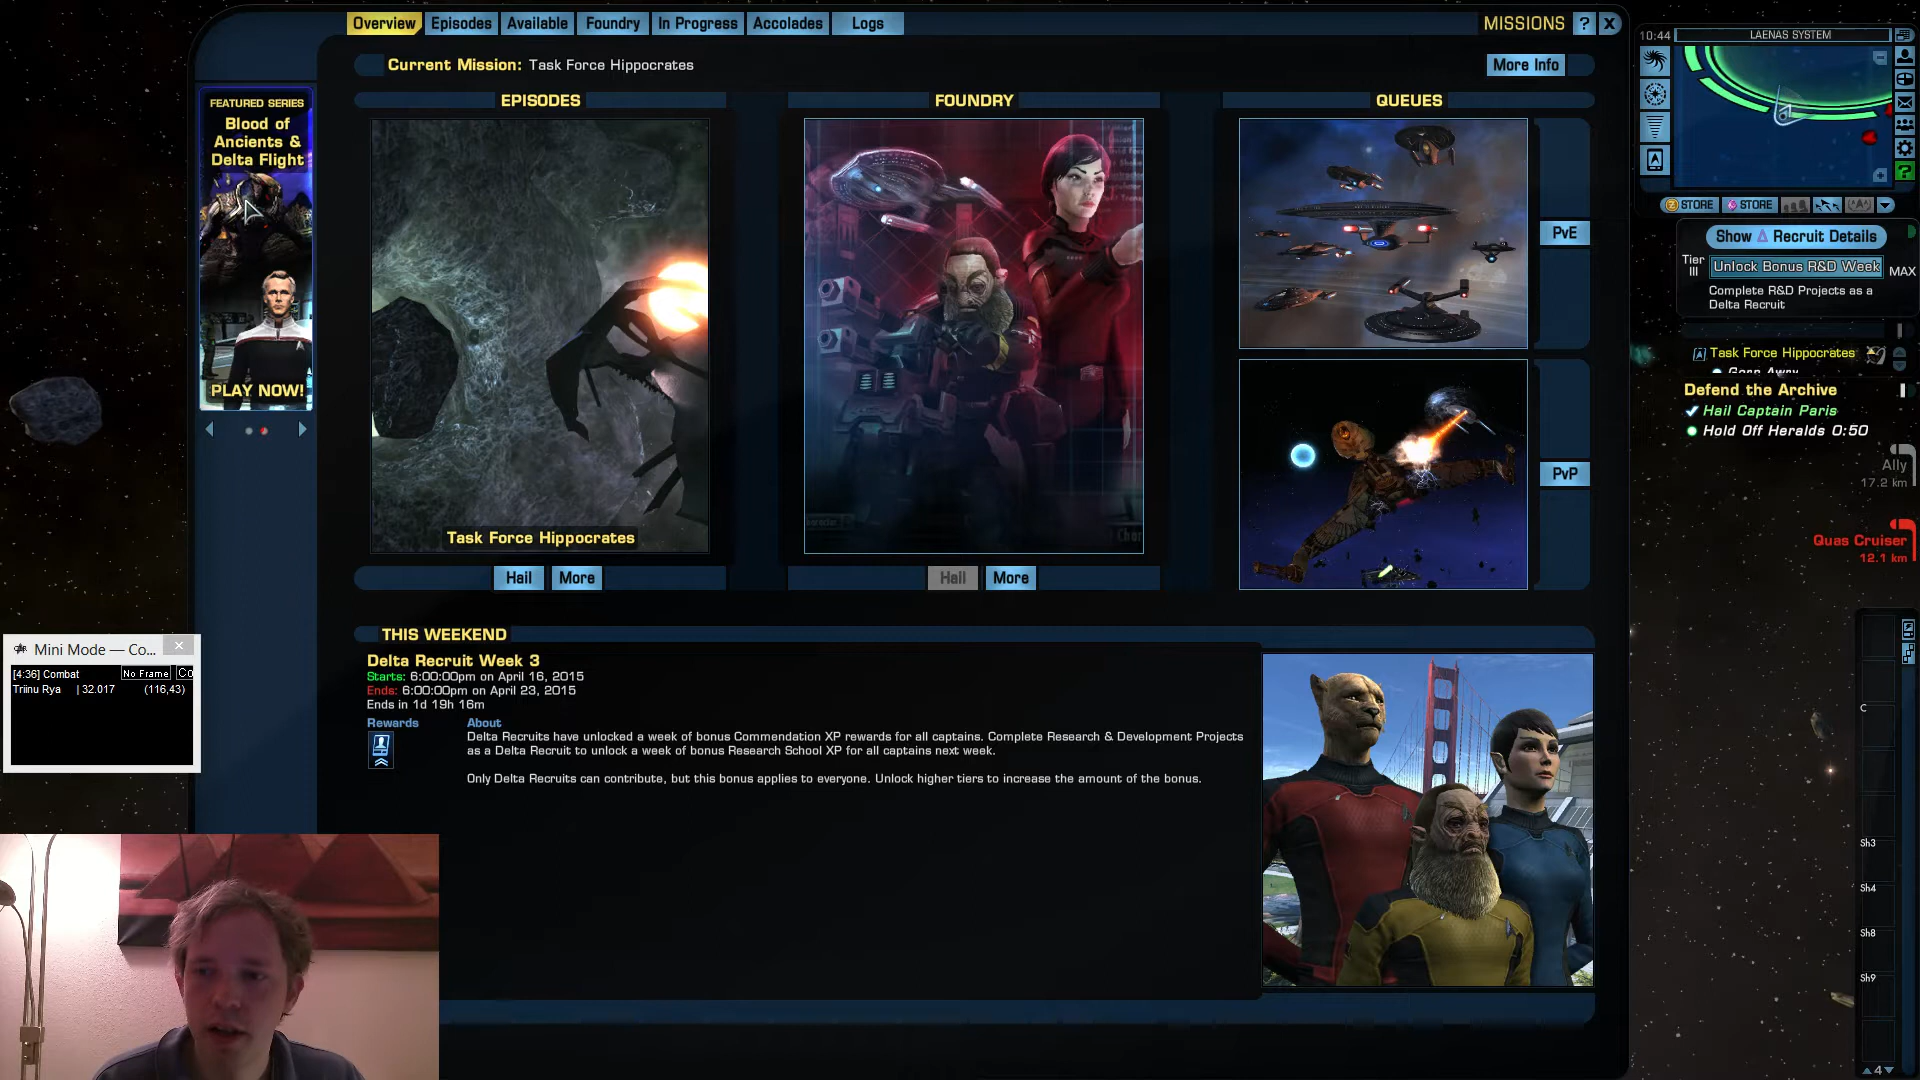 Overview
Episodes
Available
Foundry
In Progress
Accolades
Logs
MISSIONS
?
X
Current Mission: Task Force Hippocrates
More Info
FEATURED SERIES
Blood of
Ancients &
Delta Flight
PLAY NOW!
EPISODES
Task Force Hippocrates
Hail
More
FOUNDRY
Hail
More
QUEUES
PvE
PvP
THIS WEEKEND
Delta Recruit Week 3
Starts: 6:00:00pm on April 16, 2015
Ends: 6:00:00pm on April 23, 2015
Ends in 1d 19h 16m
Rewards
About
Delta Recruits have unlocked a week of bonus Commendation XP rewards for all captains. Complete Research & Development Projects
as a Delta Recruit to unlock a week of bonus Research School XP for all captains next week.
Only Delta Recruits can contribute, but this bonus applies to everyone. Unlock higher tiers to increase the amount of the bonus.
Mini Mode — Co...
[4:36] Combat
No Frame
Co
Triinu Rya | 32.017 (116,43)
10:44
LAENAS SYSTEM
STORE
STORE
Show Δ Recruit Details
Tier
III
Unlock Bonus R&D Week
MAX
Complete R&D Projects as a
Delta Recruit
Task Force Hippocrates
Defend the Archive
Hail Captain Paris
Hold Off Heralds 0:50
Ally
17.2 km
Quas Cruiser
12.1 km
C
Sh3
Sh4
Sh8
Sh9
4